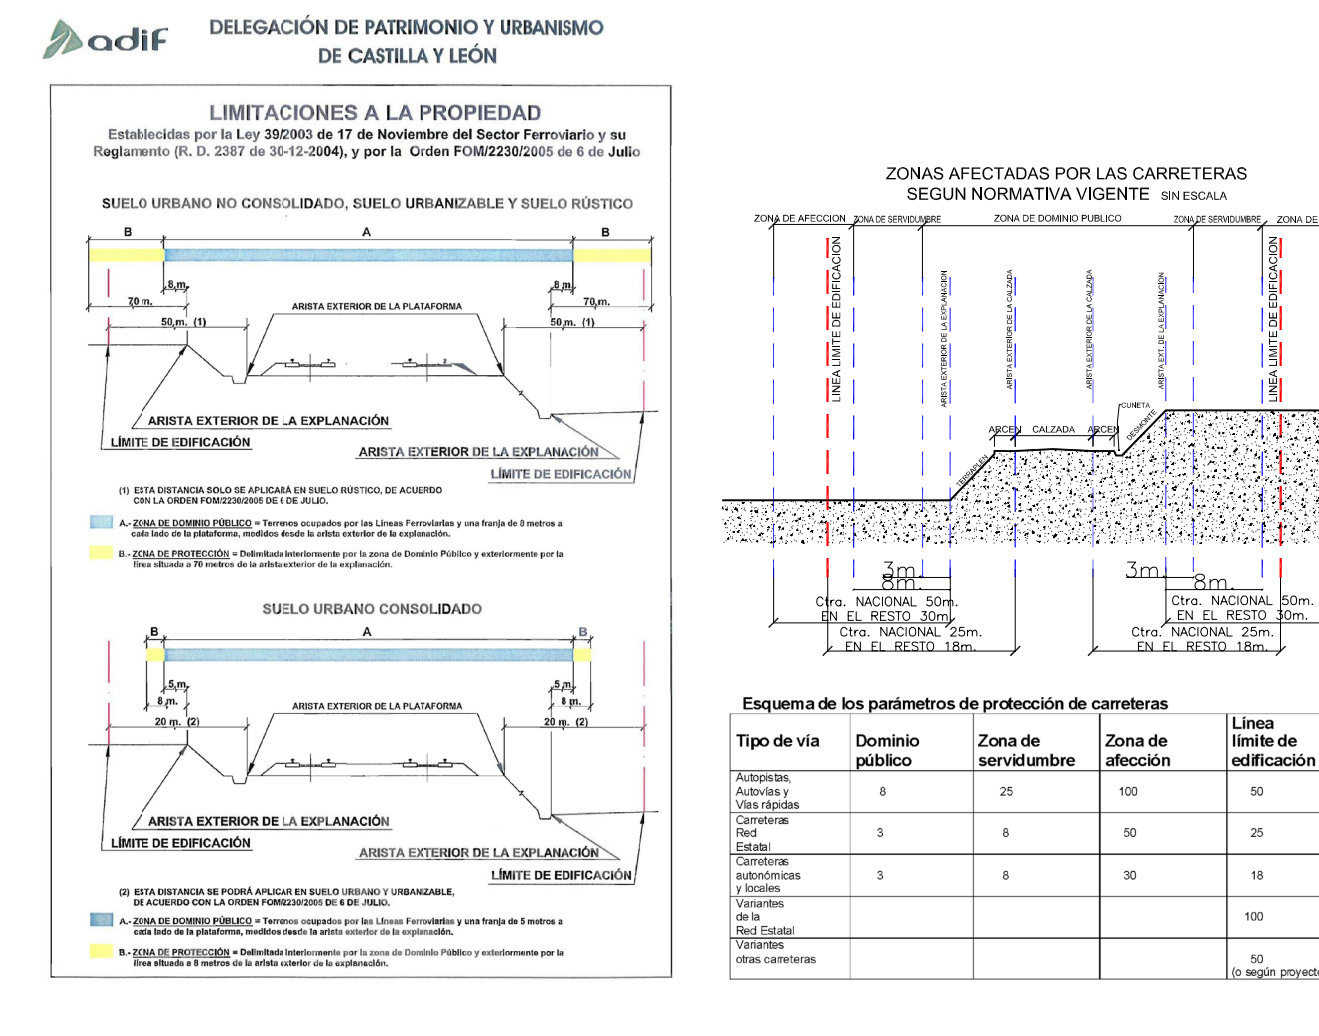 adif
DELEGACIÓN DE PATRIMONIO Y URBANISMO
DE CASTILLA Y LEÓN
LIMITACIONES A LA PROPIEDAD
Establecidas por la Ley 39/2003 de 17 de Noviembre del Sector Ferroviario y su
Reglamento (R. D. 2387 de 30-12-2004), y por la Orden FOM/2230/2005 de 6 de Julio
SUELO URBANO NO CONSOLIDADO, SUELO URBANIZABLE Y SUELO RÚSTICO
B A B
8,m. 8,m.
70 m. ARISTA EXTERIOR DE LA PLATAFORMA 70,m.
50,m. (1) 50,m. (1)
ARISTA EXTERIOR DE LA EXPLANACIÓN
LÍMITE DE EDIFICACIÓN
ARISTA EXTERIOR DE LA EXPLANACIÓN
LÍMITE DE EDIFICACIÓN
(1) ESTA DISTANCIA SOLO SE APLICARÁ EN SUELO RÚSTICO, DE ACUERDO
CON LA ORDEN FOM/2230/2005 DE 6 DE JULIO.
A.- ZONA DE DOMINIO PÚBLICO = Terrenos ocupados por las Líneas Ferroviarias y una franja de 8 metros a
cada lado de la plataforma, medidos desde la arista exterior de la explanación.
B.- ZONA DE PROTECCIÓN = Delimitada interiormente por la zona de Dominio Público y exteriormente por la
línea situada a 70 metros de la arista exterior de la explanación.
SUELO URBANO CONSOLIDADO
B A B
5,m. 5,m.
8 m. ARISTA EXTERIOR DE LA PLATAFORMA 8 m.
20 m. (2) 20 m. (2)
ARISTA EXTERIOR DE LA EXPLANACIÓN
LÍMITE DE EDIFICACIÓN
ARISTA EXTERIOR DE LA EXPLANACIÓN
LÍMITE DE EDIFICACIÓN
(2) ESTA DISTANCIA SE PODRÁ APLICAR EN SUELO URBANO Y URBANIZABLE,
DE ACUERDO CON LA ORDEN FOM/2230/2005 DE 6 DE JULIO.
A.- ZONA DE DOMINIO PÚBLICO = Terrenos ocupados por las Líneas Ferroviarias y una franja de 5 metros a
cada lado de la plataforma, medidos desde la arista exterior de la explanación.
B.- ZONA DE PROTECCIÓN = Delimitada interiormente por la zona de Dominio Público y exteriormente por la
línea situada a 8 metros de la arista exterior de la explanación.
ZONAS AFECTADAS POR LAS CARRETERAS
SEGUN NORMATIVA VIGENTE SIN ESCALA
ZONA DE AFECCION ZONA DE SERVIDUMBRE ZONA DE DOMINIO PUBLICO ZONA DE SERVIDUMBRE ZONA DE
LINEA LIMITE DE EDIFICACION
ARISTA EXTERIOR DE LA EXPLANACION
ARISTA EXTERIOR DE LA CALZADA
ARISTA EXTERIOR DE LA CALZADA
ARISTA EXT. DE LA EXPLANACION
LINEA LIMITE DE EDIFICACION
CUNETA
ARCEN CALZADA ARCEN
DESMONTE
TERRAPLEN
3m. 3m.
8m. 8m.
Ctra. NACIONAL 50m. Ctra. NACIONAL 50m.
EN EL RESTO 30m. EN EL RESTO 30m.
Ctra. NACIONAL 25m. Ctra. NACIONAL 25m.
EN EL RESTO 18m. EN EL RESTO 18m.
Esquema de los parámetros de protección de carreteras
Tipo de vía Dominio público Zona de servidumbre Zona de afección Línea límite de edificación
Autopistas,
Autovías y 8 25 100 50
Vías rápidas
Carreteras
Red 3 8 50 25
Estatal
Carreteras
autonómicas 3 8 30 18
y locales
Variantes
de la 100
Red Estatal
Variantes
otras carreteras 50
(o según proyecto